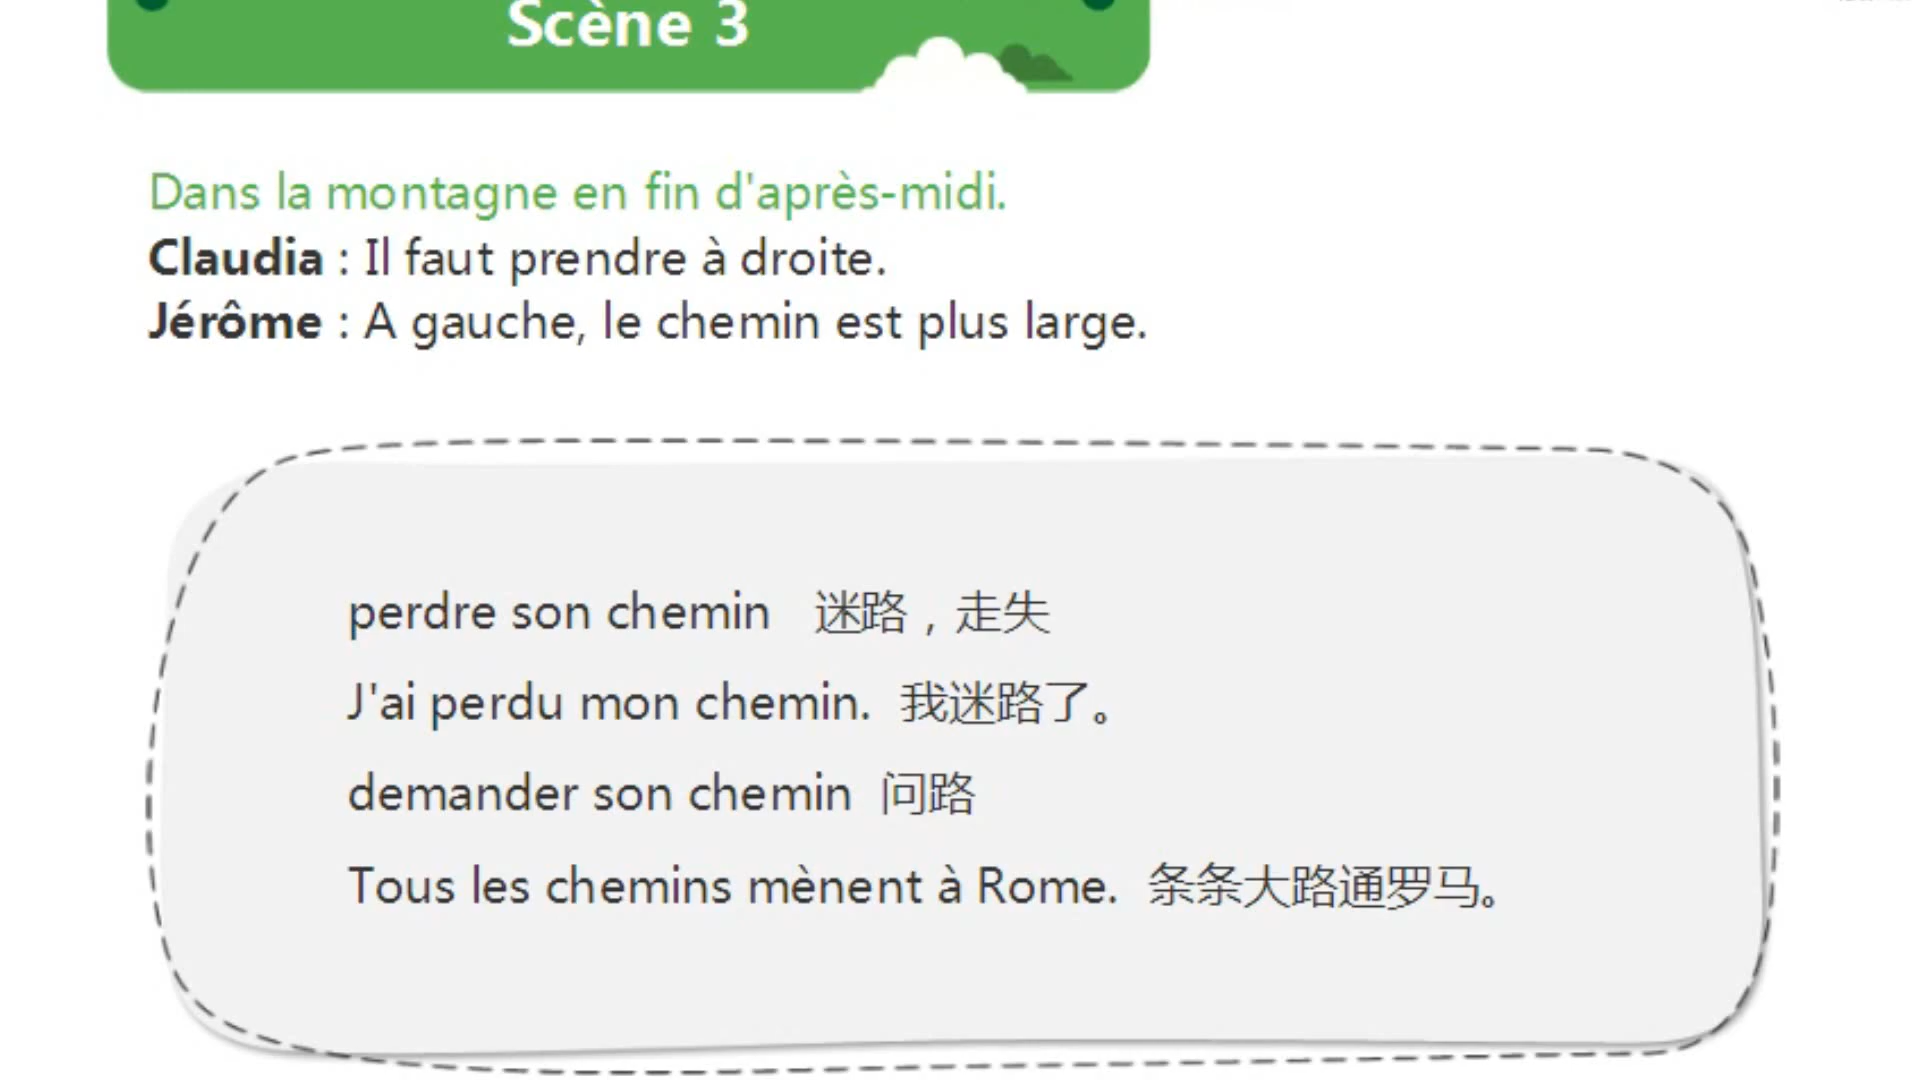 Scène 3
Dans la montagne en fin d'après-midi.
Claudia : Il faut prendre à droite.
Jérôme : A gauche, le chemin est plus large.
perdre son chemin 迷路，走失
J'ai perdu mon chemin. 我迷路了。
demander son chemin 问路
Tous les chemins mènent à Rome. 条条大路通罗马。